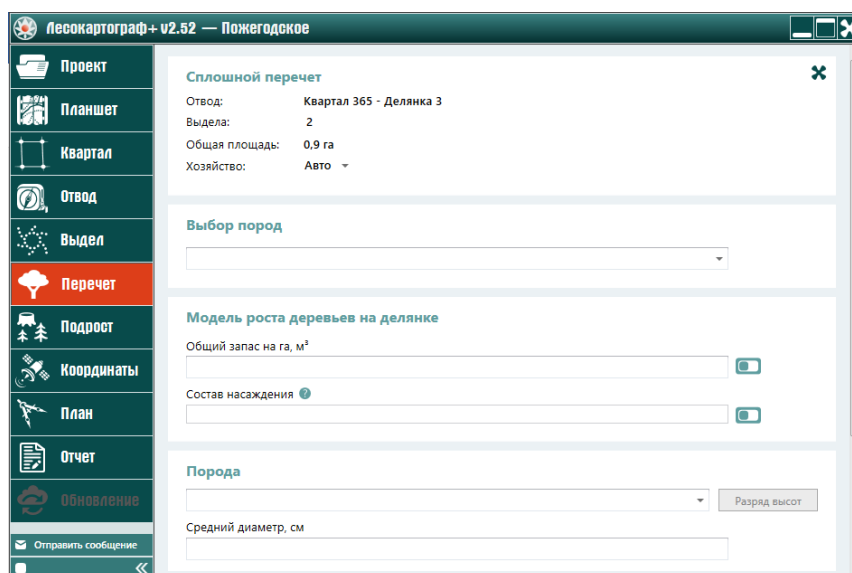 Лесокартограф+ v2.52 — Пожегодское
Проект
Планшет
Квартал
Отвод
Выдел
Перечет
Подрост
Координаты
План
Отчет
Обновление
Отправить сообщение
Сплошной перечет
Отвод: Квартал 365 - Делянка 3
Выдела: 2
Общая площадь: 0,9 га
Хозяйство: Авто
Выбор пород
Модель роста деревьев на делянке
Общий запас на га, м³
Состав насаждения ?
Порода
Разряд высот
Средний диаметр, см